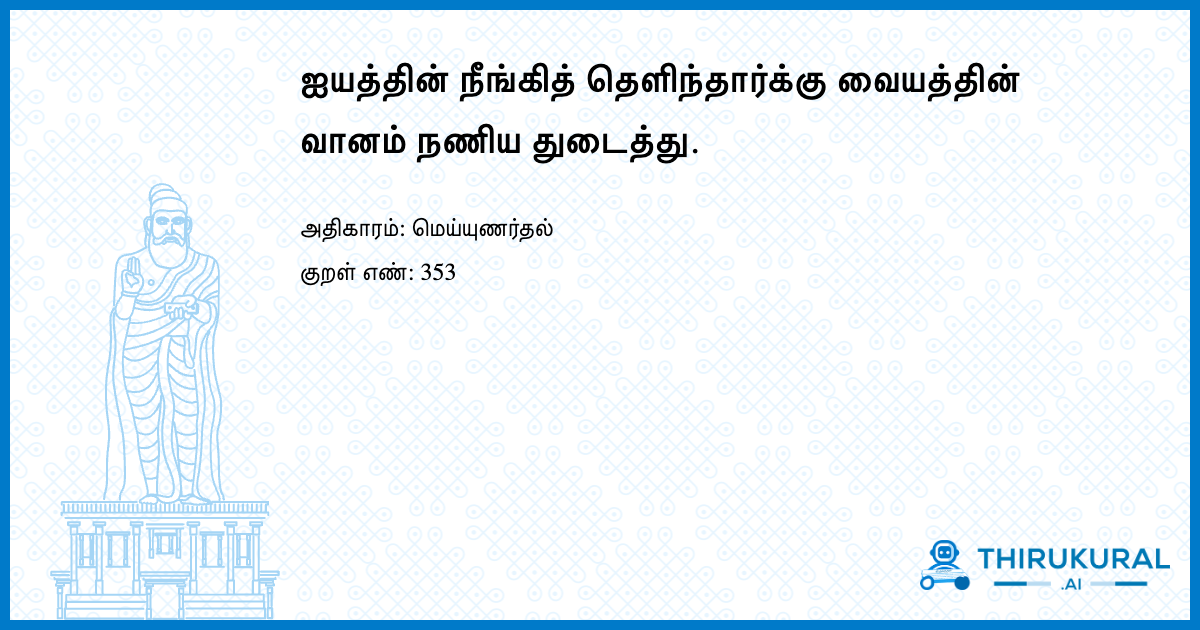 ஐயத்தின் நீங்கித் தெளிந்தார்க்கு வையத்தின்
வானம் நணிய துடைத்து.
அதிகாரம்: மெய்யுணர்தல்
குறள் எண்: 353
THIRUKURAL
.AI